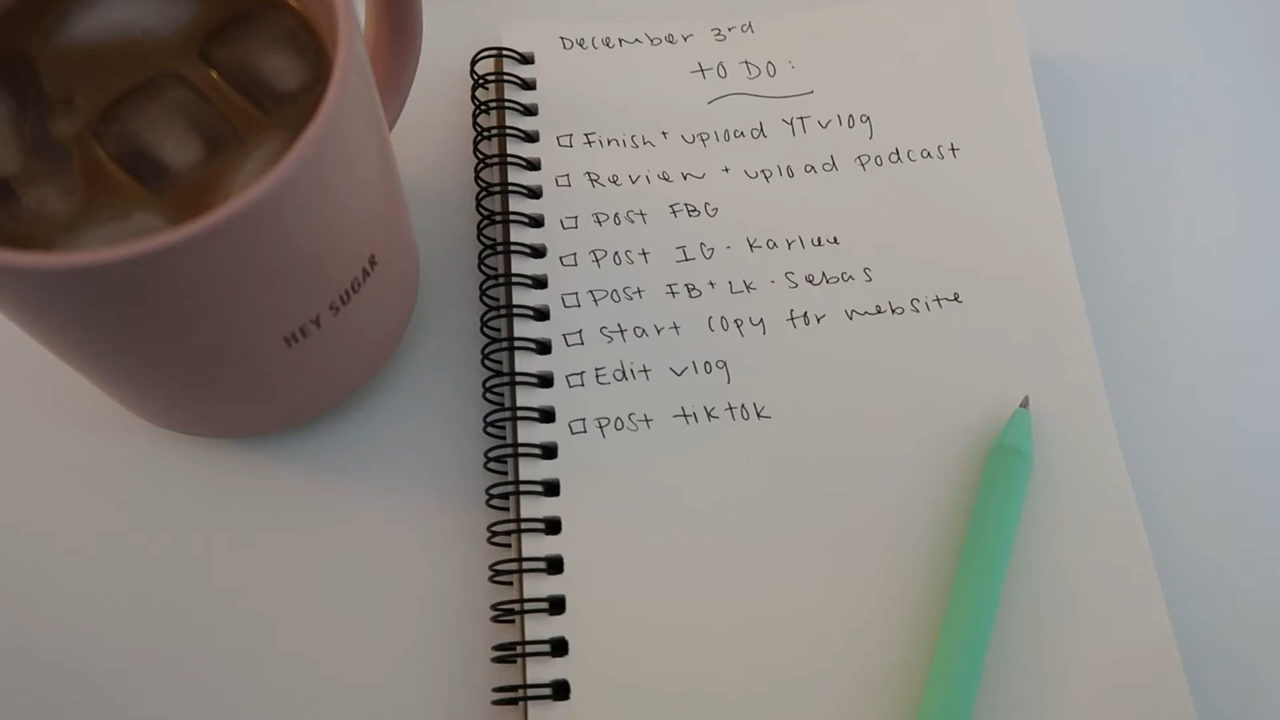 HEY SUGAR
December 3rd
TO DO:
Finish + upload YT vlog
Review + upload Podcast
Post FBG
Post IG · Karlee
Post FB + LK · Sebas
Start copy for website
Edit vlog
Post tiktok